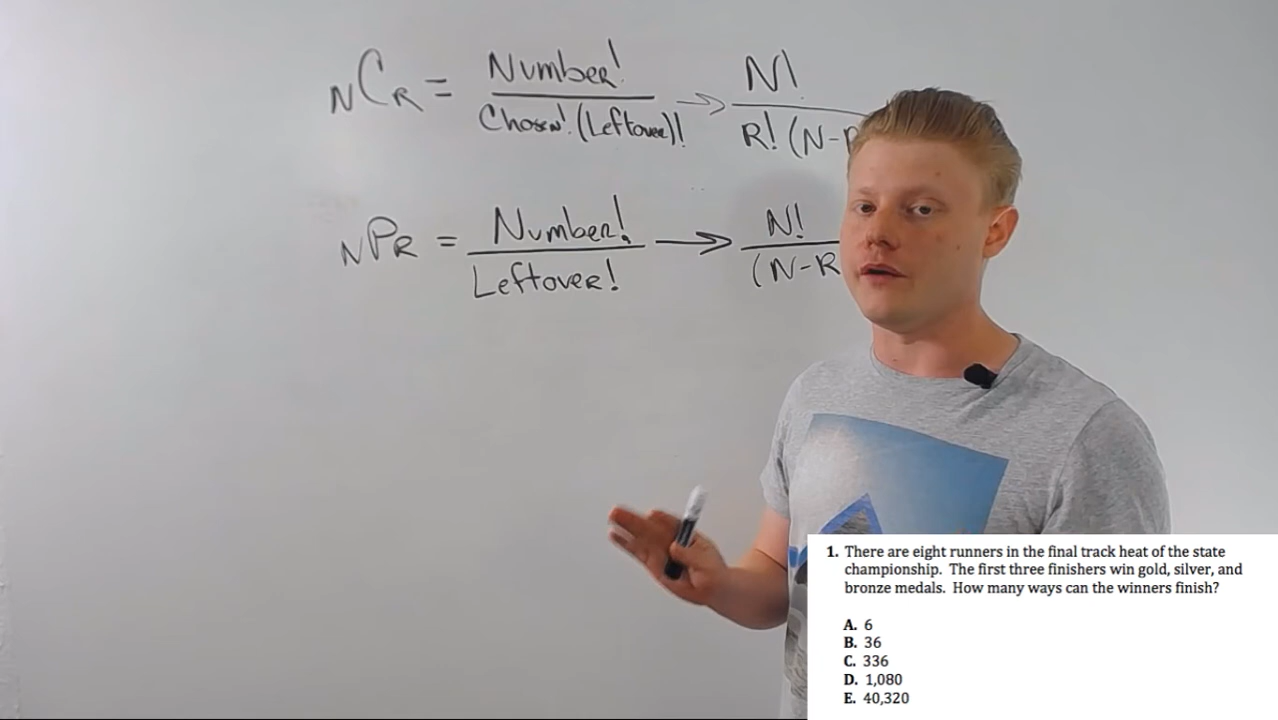 NCR = Number! / Chosen! (Leftover)! → N! / R! (N-R
NPR = Number! / Leftover! → N! / (N-R
1. There are eight runners in the final track heat of the state
championship. The first three finishers win gold, silver, and
bronze medals. How many ways can the winners finish?
A. 6
B. 36
C. 336
D. 1,080
E. 40,320